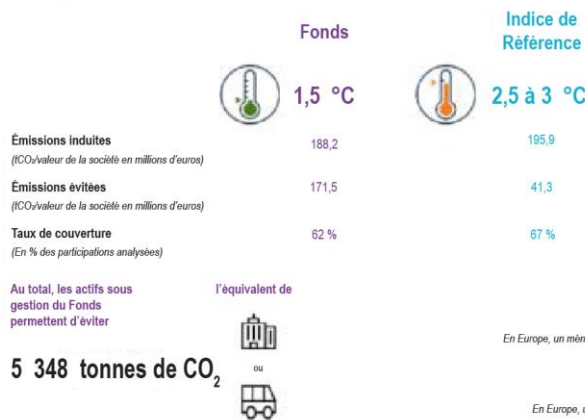 Fonds
Indice de
Référence
1,5 °C
2,5 à 3 °C
Émissions induites
188,2
195,9
(tCO₂/valeur de la société en millions d'euros)
Émissions évitées
171,5
41,3
(tCO₂/valeur de la société en millions d'euros)
Taux de couverture
62 %
67 %
(En % des participations analysées)
Au total, les actifs sous
gestion du Fonds
permettent d'éviter
l'équivalent de
5 348 tonnes de CO₂
ou
En Europe, un
En Europe,